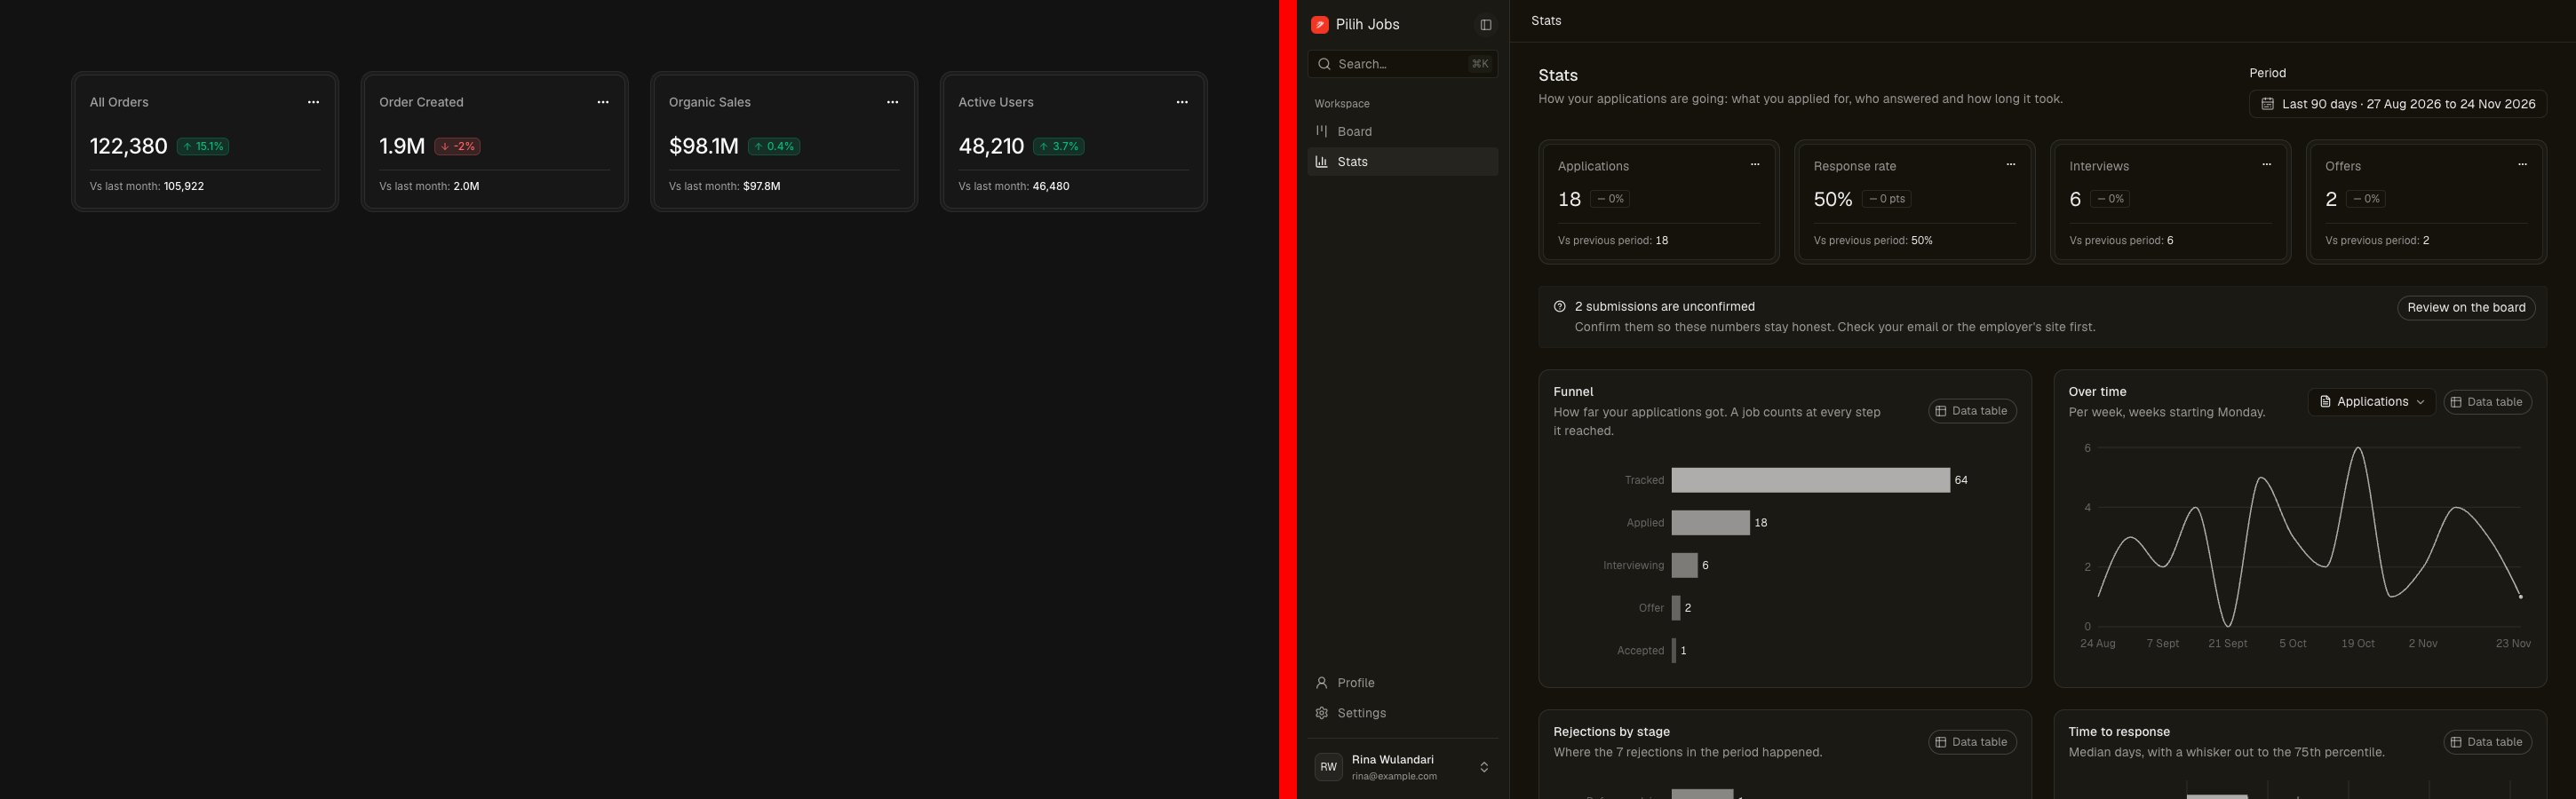 All Orders
122,380 ↑ 15.1%
Vs last month: 105,922
Order Created
1.9M ↓ -2%
Vs last month: 2.0M
Organic Sales
$98.1M ↑ 0.4%
Vs last month: $97.8M
Active Users
48,210 ↑ 3.7%
Vs last month: 46,480
Pilih Jobs
Search... ⌘K
Workspace
Board
Stats
Profile
Settings
RW
Rina Wulandari
rina@example.com
Stats
Stats
How your applications are going: what you applied for, who answered and how long it took.
Period
Last 90 days · 27 Aug 2026 to 24 Nov 2026
Applications
18 — 0%
Vs previous period: 18
Response rate
50% — 0 pts
Vs previous period: 50%
Interviews
6 — 0%
Vs previous period: 6
Offers
2 — 0%
Vs previous period: 2
2 submissions are unconfirmed
Confirm them so these numbers stay honest. Check your email or the employer's site first.
Review on the board
Funnel
How far your applications got. A job counts at every step
it reached.
Data table
Tracked 64
Applied 18
Interviewing 6
Offer 2
Accepted 1
Over time
Per week, weeks starting Monday.
Applications
Data table
6
4
2
0
24 Aug 7 Sept 21 Sept 5 Oct 19 Oct 2 Nov 23 Nov
Rejections by stage
Where the 7 rejections in the period happened.
Data table
Time to response
Median days, with a whisker out to the 75th percentile.
Data table